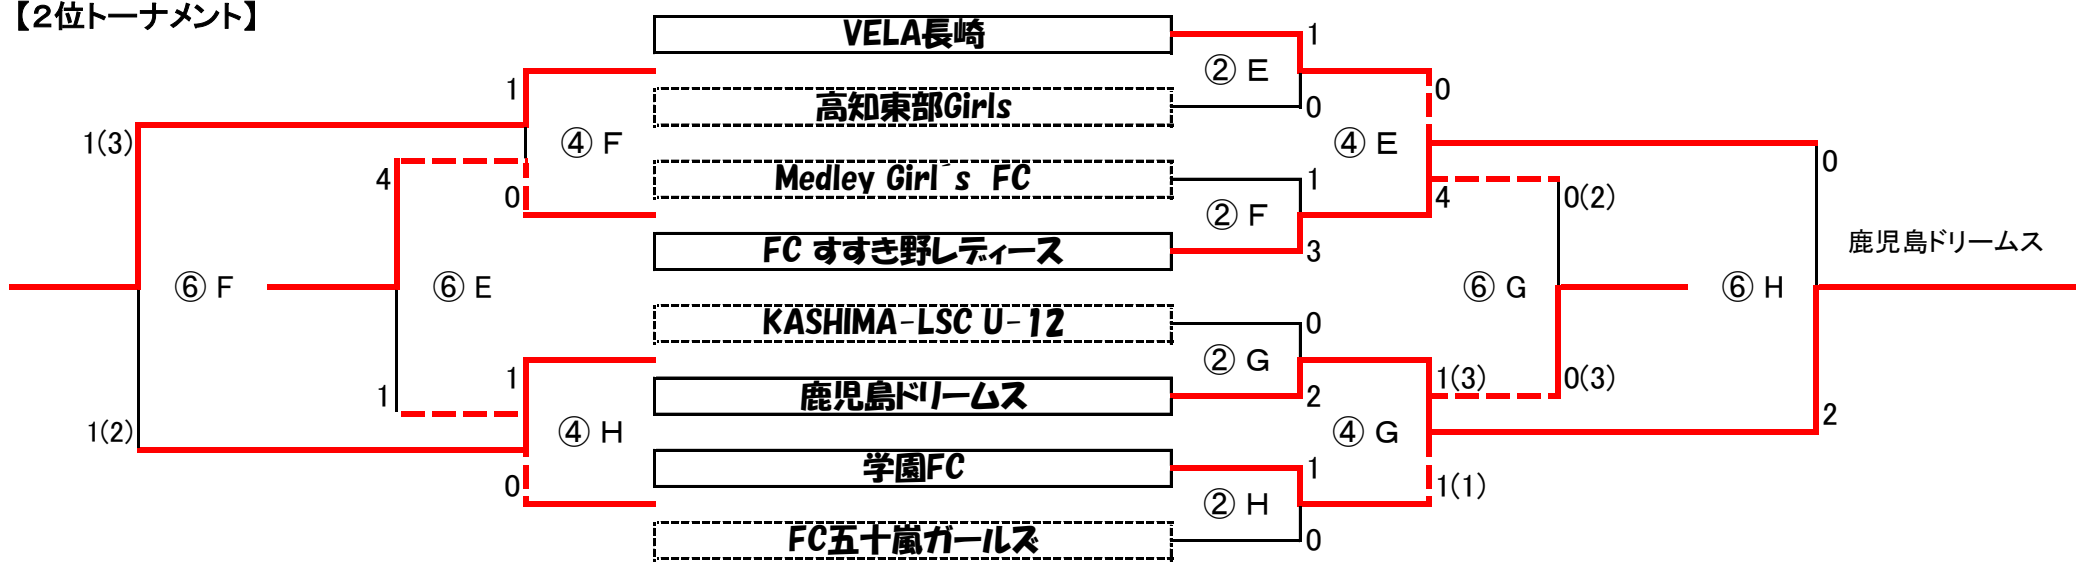 【2位トーナメント】
VELA長崎
1
② E
1
0
0
高知東部Girls
0
1(3)
④ F
④ E
0
4
Medley Girl´s FC
1
0
4
0(2)
② F
FC すすき野レディース
3
鹿児島ドリームス
⑥ F
⑥ E
⑥ G
⑥ H
KASHIMA-LSC U-12
0
② G
1
1(3)
0(3)
1
鹿児島ドリームス
2
2
1(2)
④ H
④ G
学園FC
1
0
1(1)
② H
FC五十嵐ガールズ
0